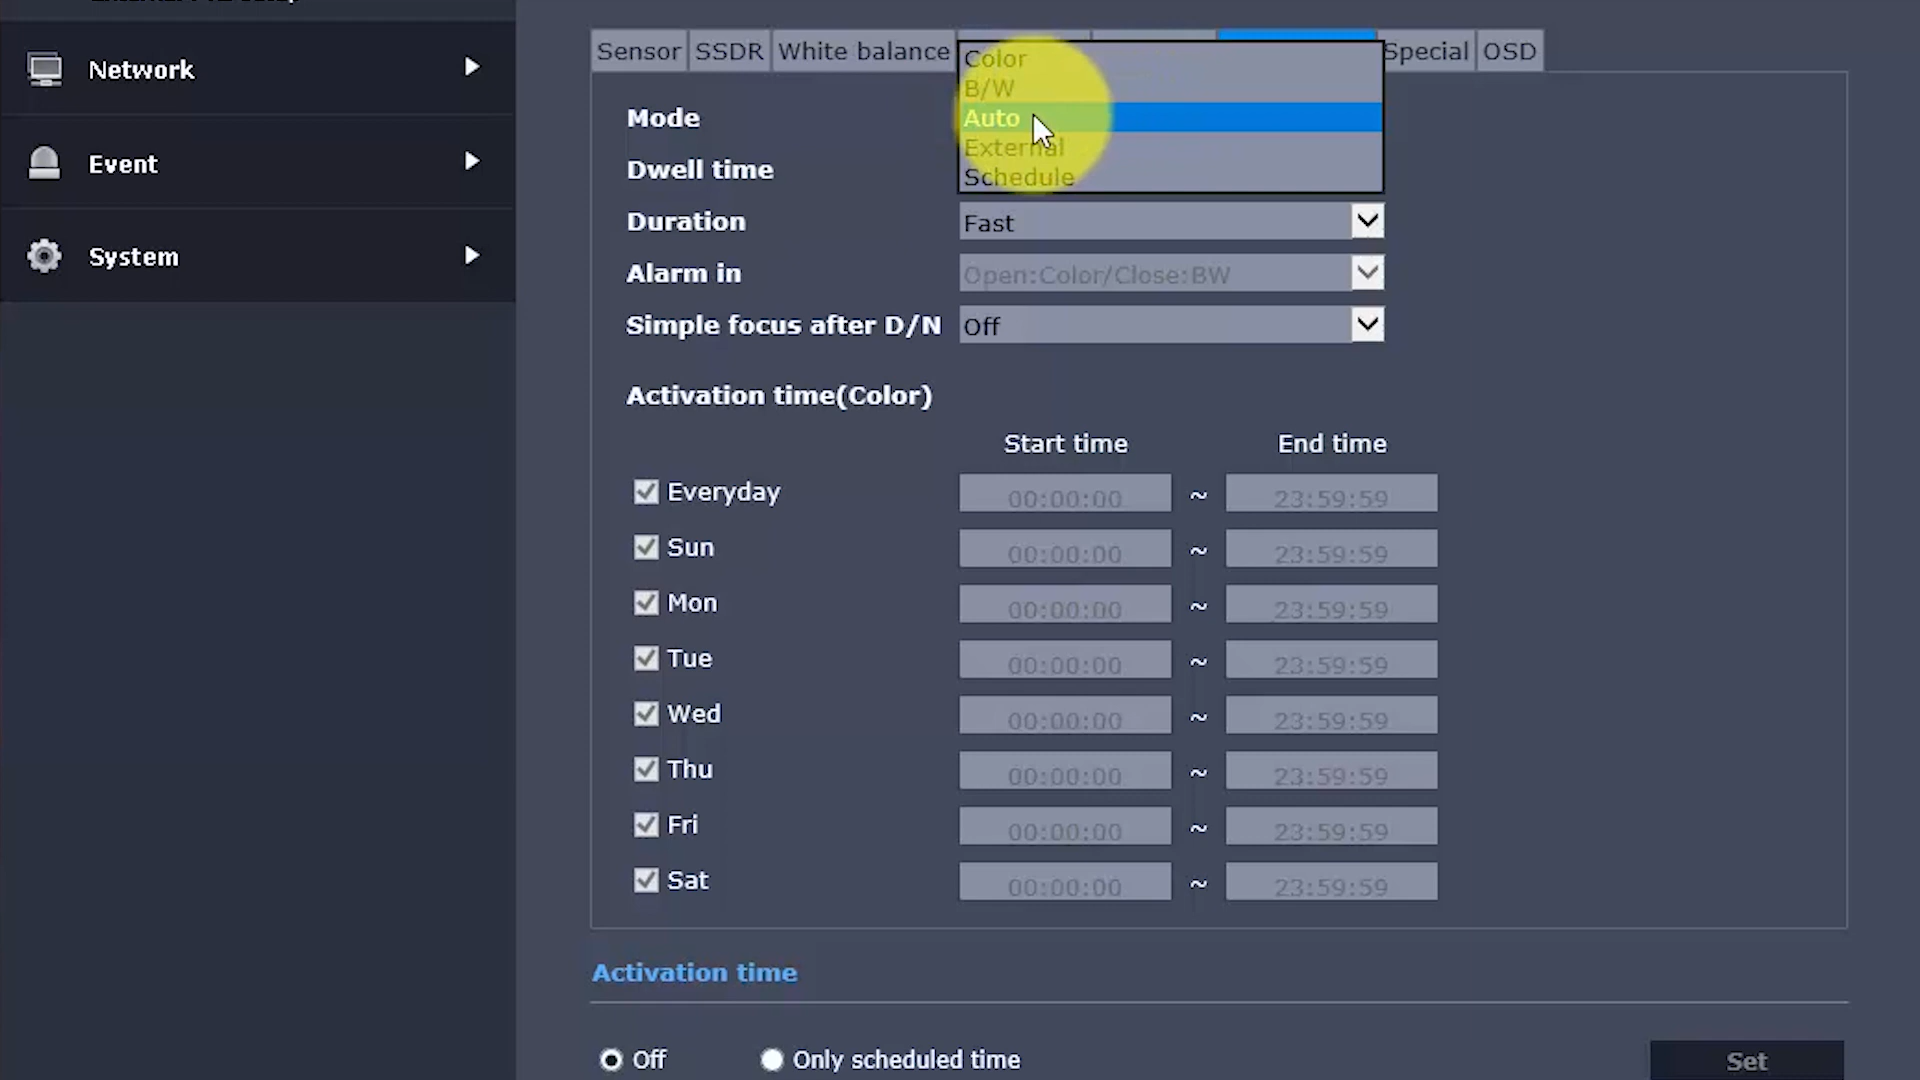 Network
Event
System
Sensor SSDR White balance Special OSD
Mode
Color
B/W
Auto
External
Schedule
Dwell time
Duration Fast
Alarm in Open:Color/Close:BW
Simple focus after D/N Off
Activation time(Color)
Start time End time
Everyday 00:00:00 ~ 23:59:59
Sun 00:00:00 ~ 23:59:59
Mon 00:00:00 ~ 23:59:59
Tue 00:00:00 ~ 23:59:59
Wed 00:00:00 ~ 23:59:59
Thu 00:00:00 ~ 23:59:59
Fri 00:00:00 ~ 23:59:59
Sat 00:00:00 ~ 23:59:59
Activation time
Off Only scheduled time Set